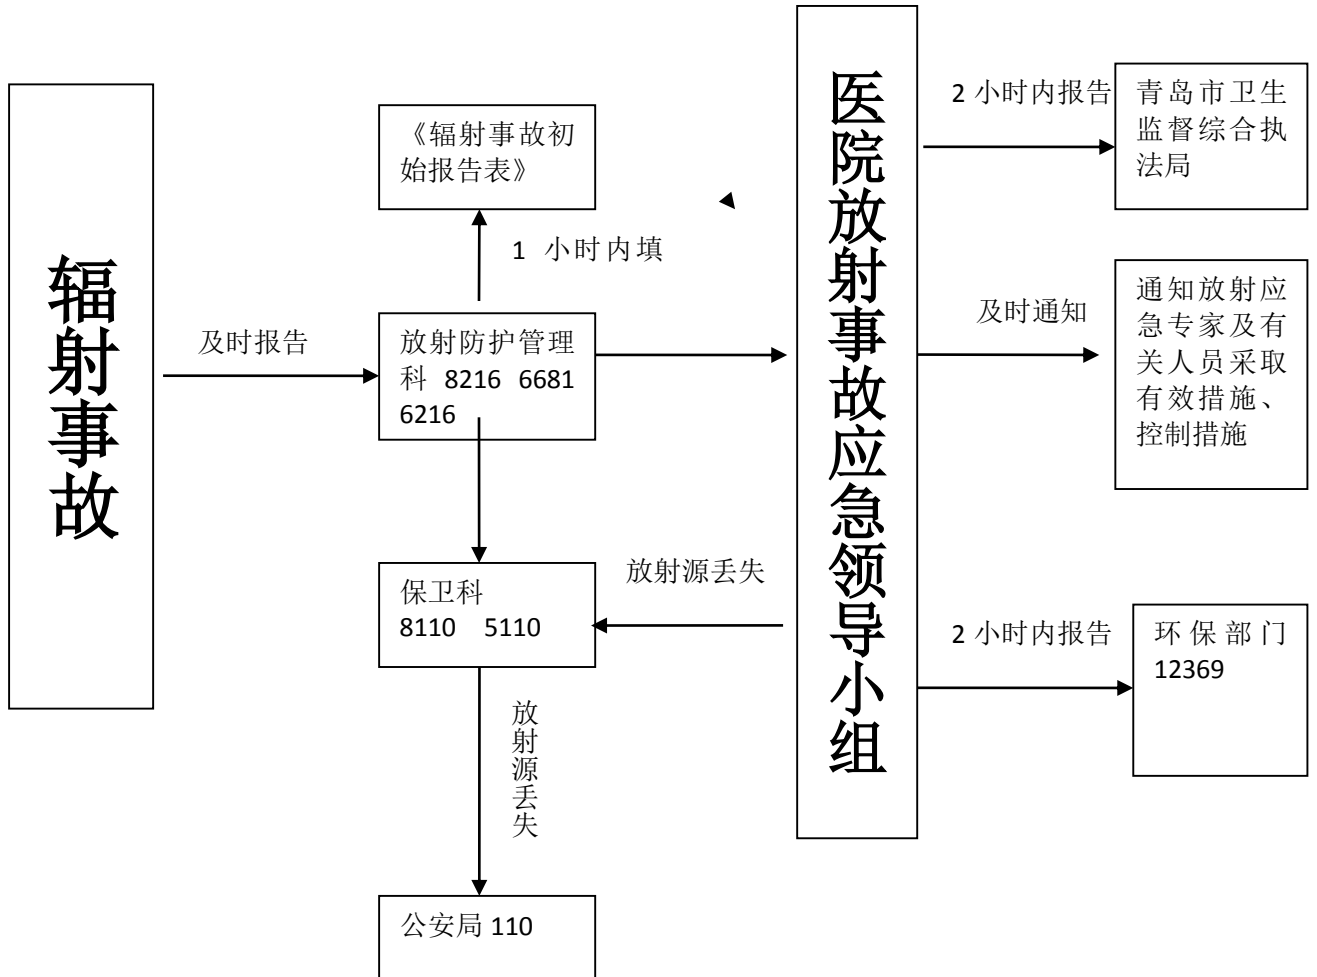 辐射事故
及时报告
《辐射事故初
始报告表》
1 小时内填
放射防护管理
科 8216 6681
6216
保卫科
8110 5110
放射源丢失
公安局 110
放射源丢失
医院放射事故应急领导小组
2 小时内报告
青岛市卫生
监督综合执
法局
及时通知
通知放射应
急专家及有
关人员采取
有效措施、
控制措施
2 小时内报告
环保部门
12369